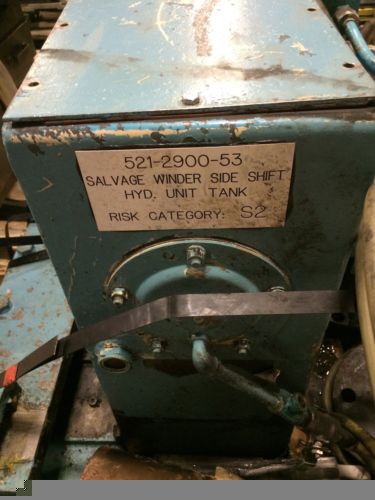 521-2900-53
SALVAGE WINDER SIDE SHIFT
HYD. UNIT TANK
RISK CATEGORY: S2